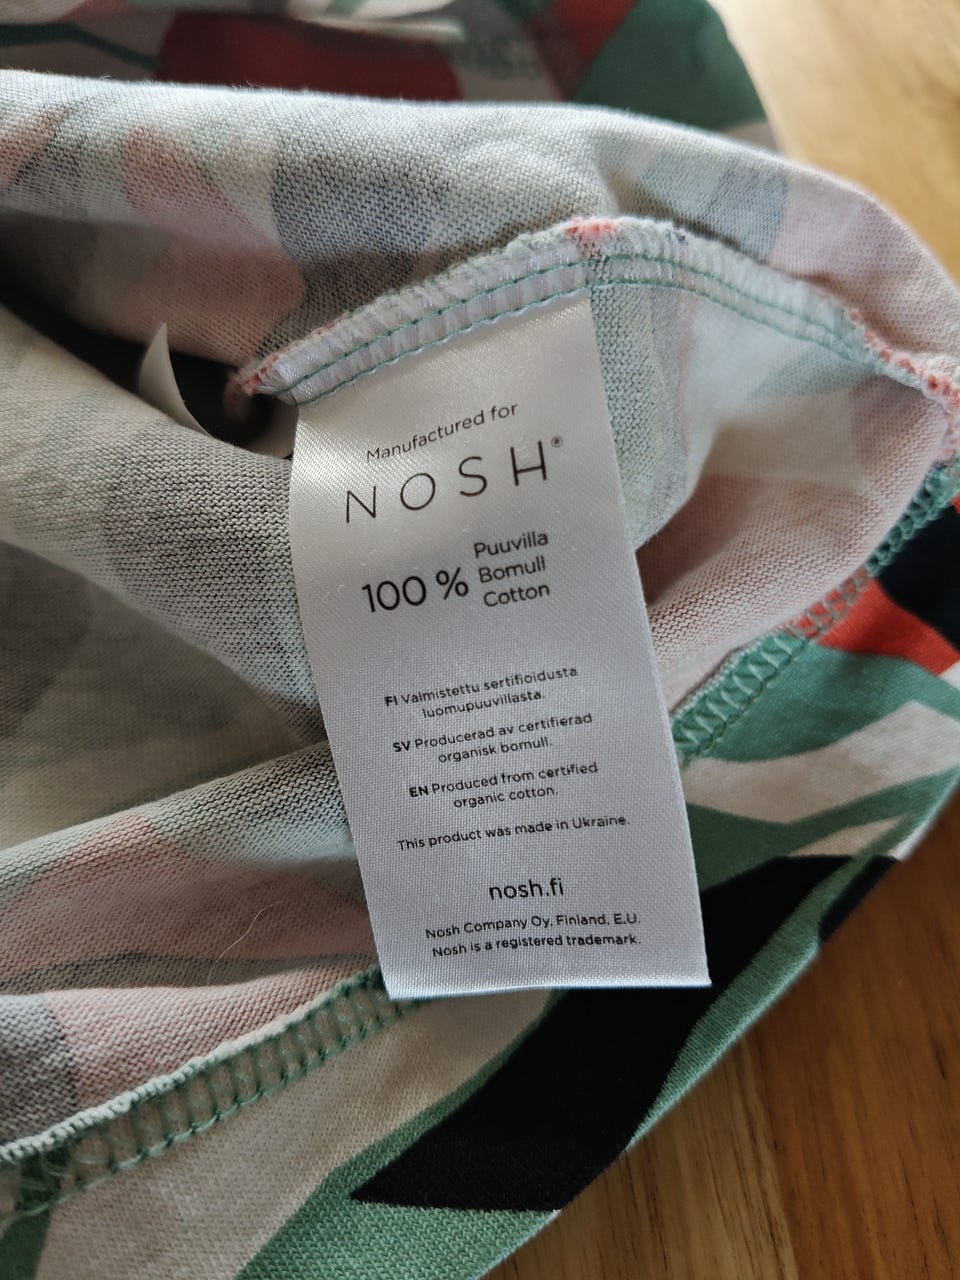 Manufactured for
NOSH®
100 % Puuvilla
Bomull
Cotton
FI Valmistettu sertifioidusta
luomupuuvillasta.
SV Producerad av certifierad
organisk bomull.
EN Produced from certified
organic cotton.
This product was made in Ukraine.
nosh.fi
Nosh Company Oy, Finland, E.U.
Nosh is a registered trademark.